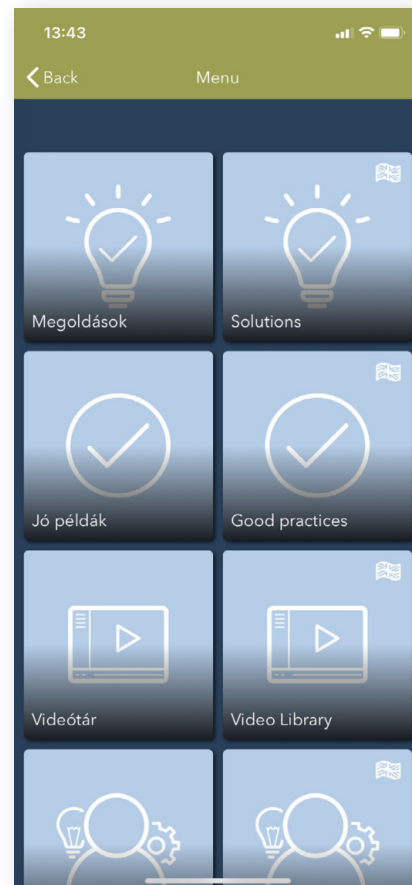 13:43
Back
Menu
Megoldások
Solutions
Jó példák
Good practices
Videótár
Video Library